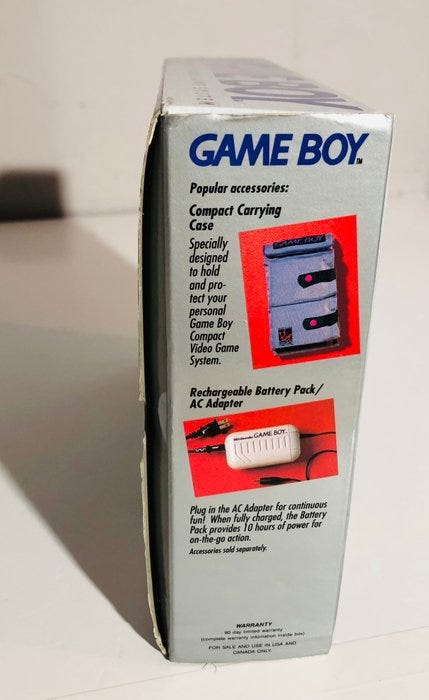 GAME BOY™
Popular accessories:
Compact Carrying
Case
Specially
designed
to hold
and pro-
tect your
personal
Game Boy
Compact
Video Game
System.
GAME BOY
Rechargeable Battery Pack/
AC Adapter
Nintendo GAME BOY
Plug in the AC Adapter for continuous
fun! When fully charged, the Battery
Pack provides 10 hours of power for
on-the-go action.
Accessories sold separately.
WARRANTY
90 day limited warranty
(complete warranty information inside box)
FOR SALE AND USE IN USA AND
CANADA ONLY.